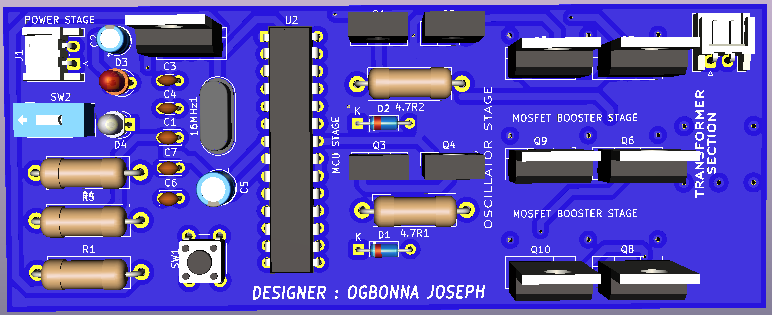 POWER STAGE
J1
C2
D3
SW2
D4
R5
R1
C3
C4
C1
C7
C6
16MHz1
C5
SW1
U2
MCU STAGE
K
D2
4.7R2
Q3
Q4
4.7R1
K
D1
OSCILLATOR STAGE
MOSFET BOOSTER STAGE
Q9
Q6
MOSFET BOOSTER STAGE
Q10
Q8
TRANSFORMER
SECTION
DESIGNER : OGBONNA JOSEPH